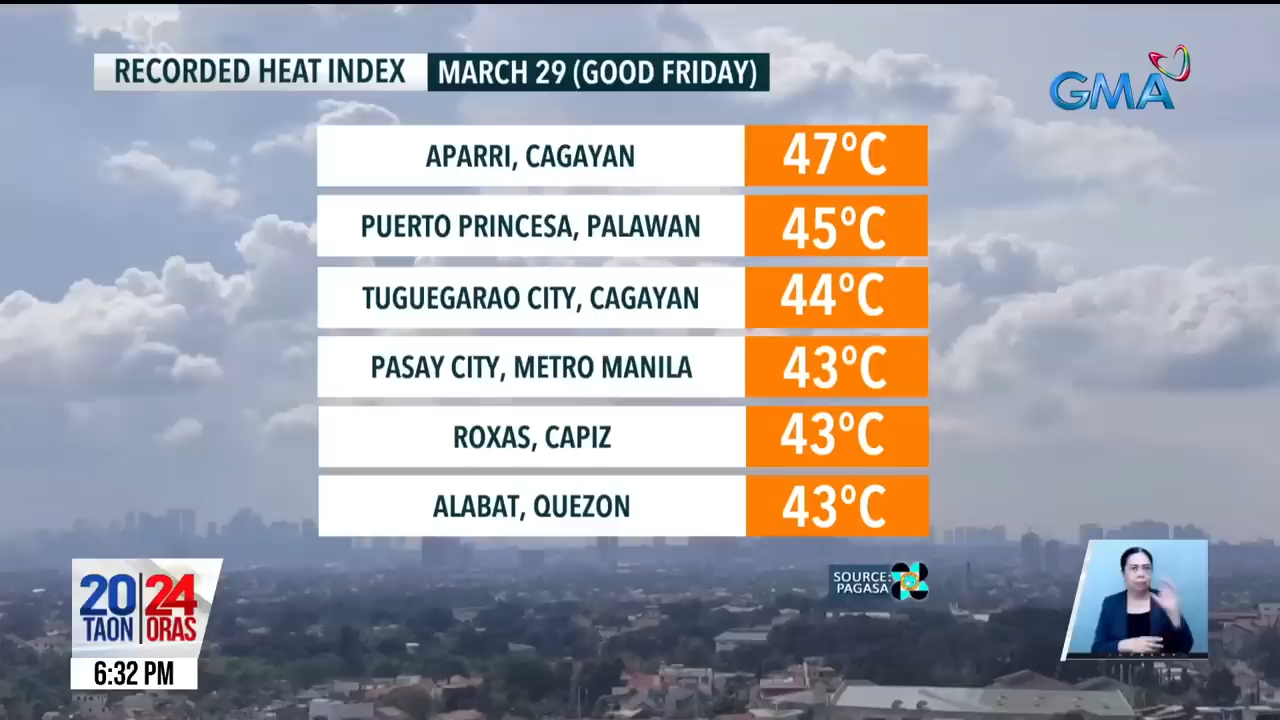 RECORDED HEAT INDEX MARCH 29 (GOOD FRIDAY)
GMA
APARRI, CAGAYAN 47°C
PUERTO PRINCESA, PALAWAN 45°C
TUGUEGARAO CITY, CAGAYAN 44°C
PASAY CITY, METRO MANILA 43°C
ROXAS, CAPIZ 43°C
ALABAT, QUEZON 43°C
SOURCE:
PAGASA
20 24
TAON ORAS
6:32 PM